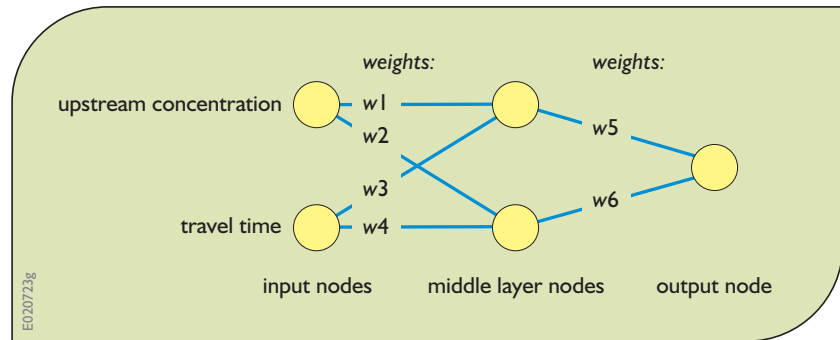 weights: weights:
upstream concentration w1
w2
w5
w3
w6
travel time w4
input nodes middle layer nodes output node
E020723g